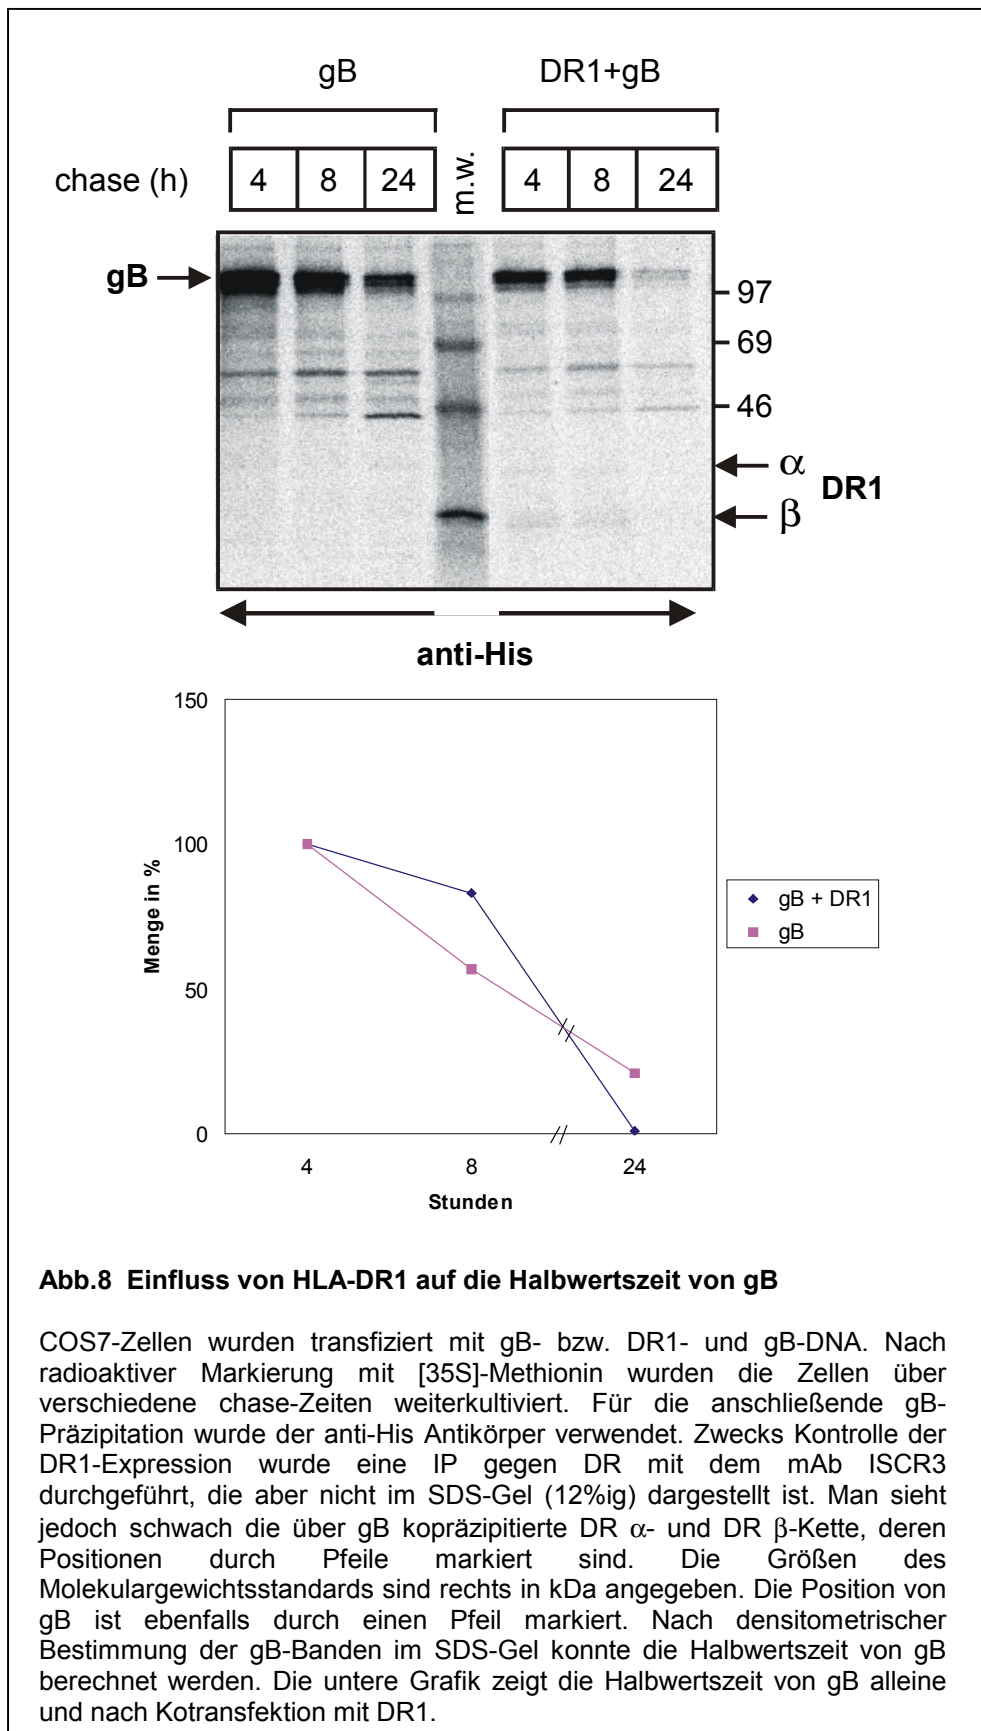 gB DR1+gB
chase (h) 4 8 24 m.w. 4 8 24
gB
97
69
46
α
DR1
β
anti-His
150
100
50
0
Menge in %
4 8 24
Stunden
gB + DR1
gB
Abb.8 Einfluss von HLA-DR1 auf die Halbwertszeit von gB
COS7-Zellen wurden transfiziert mit gB- bzw. DR1- und gB-DNA. Nach
radioaktiver Markierung mit [35S]-Methionin wurden die Zellen über
verschiedene chase-Zeiten weiterkultiviert. Für die anschließende gB-
Präzipitation wurde der anti-His Antikörper verwendet. Zwecks Kontrolle der
DR1-Expression wurde eine IP gegen DR mit dem mAb ISCR3
durchgeführt, die aber nicht im SDS-Gel (12%ig) dargestellt ist. Man sieht
jedoch schwach die über gB kopräzipitierte DR α- und DR β-Kette, deren
Positionen durch Pfeile markiert sind. Die Größen des
Molekulargewichtsstandards sind rechts in kDa angegeben. Die Position von
gB ist ebenfalls durch einen Pfeil markiert. Nach densitometrischer
Bestimmung der gB-Banden im SDS-Gel konnte die Halbwertszeit von gB
berechnet werden. Die untere Grafik zeigt die Halbwertszeit von gB alleine
und nach Kotransfektion mit DR1.